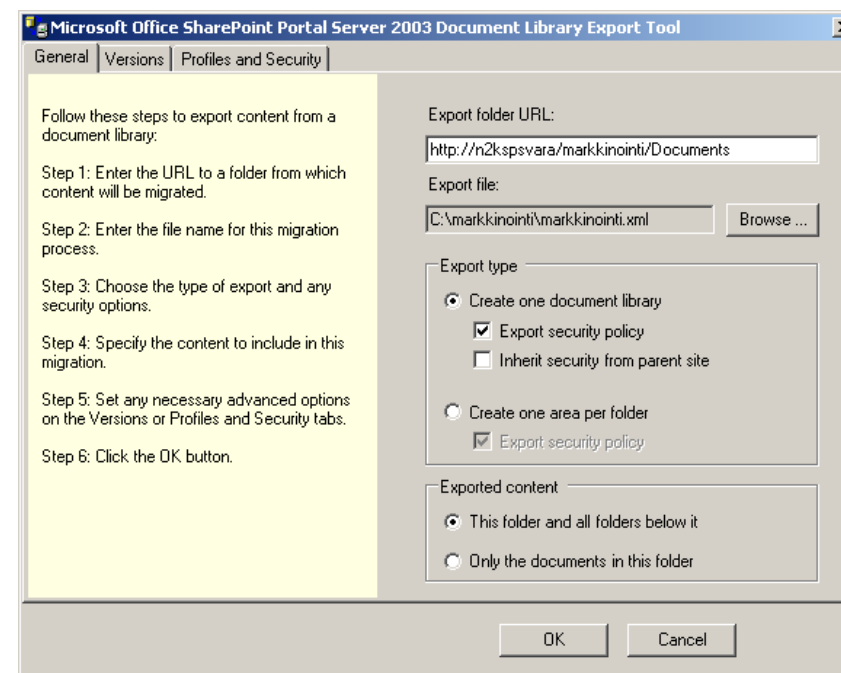 Microsoft Office SharePoint Portal Server 2003 Document Library Export Tool
General
Versions
Profiles and Security
Follow these steps to export content from a
document library:
Step 1: Enter the URL to a folder from which
content will be migrated.
Step 2: Enter the file name for this migration
process.
Step 3: Choose the type of export and any
security options.
Step 4: Specify the content to include in this
migration.
Step 5: Set any necessary advanced options
on the Versions or Profiles and Security tabs.
Step 6: Click the OK button.
Export folder URL:
http://n2kspsvara/markkinointi/Documents
Export file:
C:\markkinointi\markkinointi.xml
Browse ...
Export type
Create one document library
Export security policy
Inherit security from parent site
Create one area per folder
Export security policy
Exported content
This folder and all folders below it
Only the documents in this folder
OK
Cancel